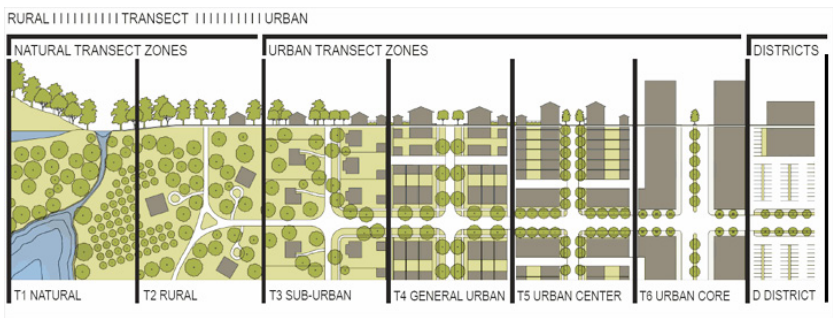 RURAL I I I I I I I I I I TRANSECT I I I I I I I I I I URBAN
NATURAL TRANSECT ZONES
URBAN TRANSECT ZONES
DISTRICTS
T1 NATURAL
T2 RURAL
T3 SUB-URBAN
T4 GENERAL URBAN
T5 URBAN CENTER
T6 URBAN CORE
D DISTRICT